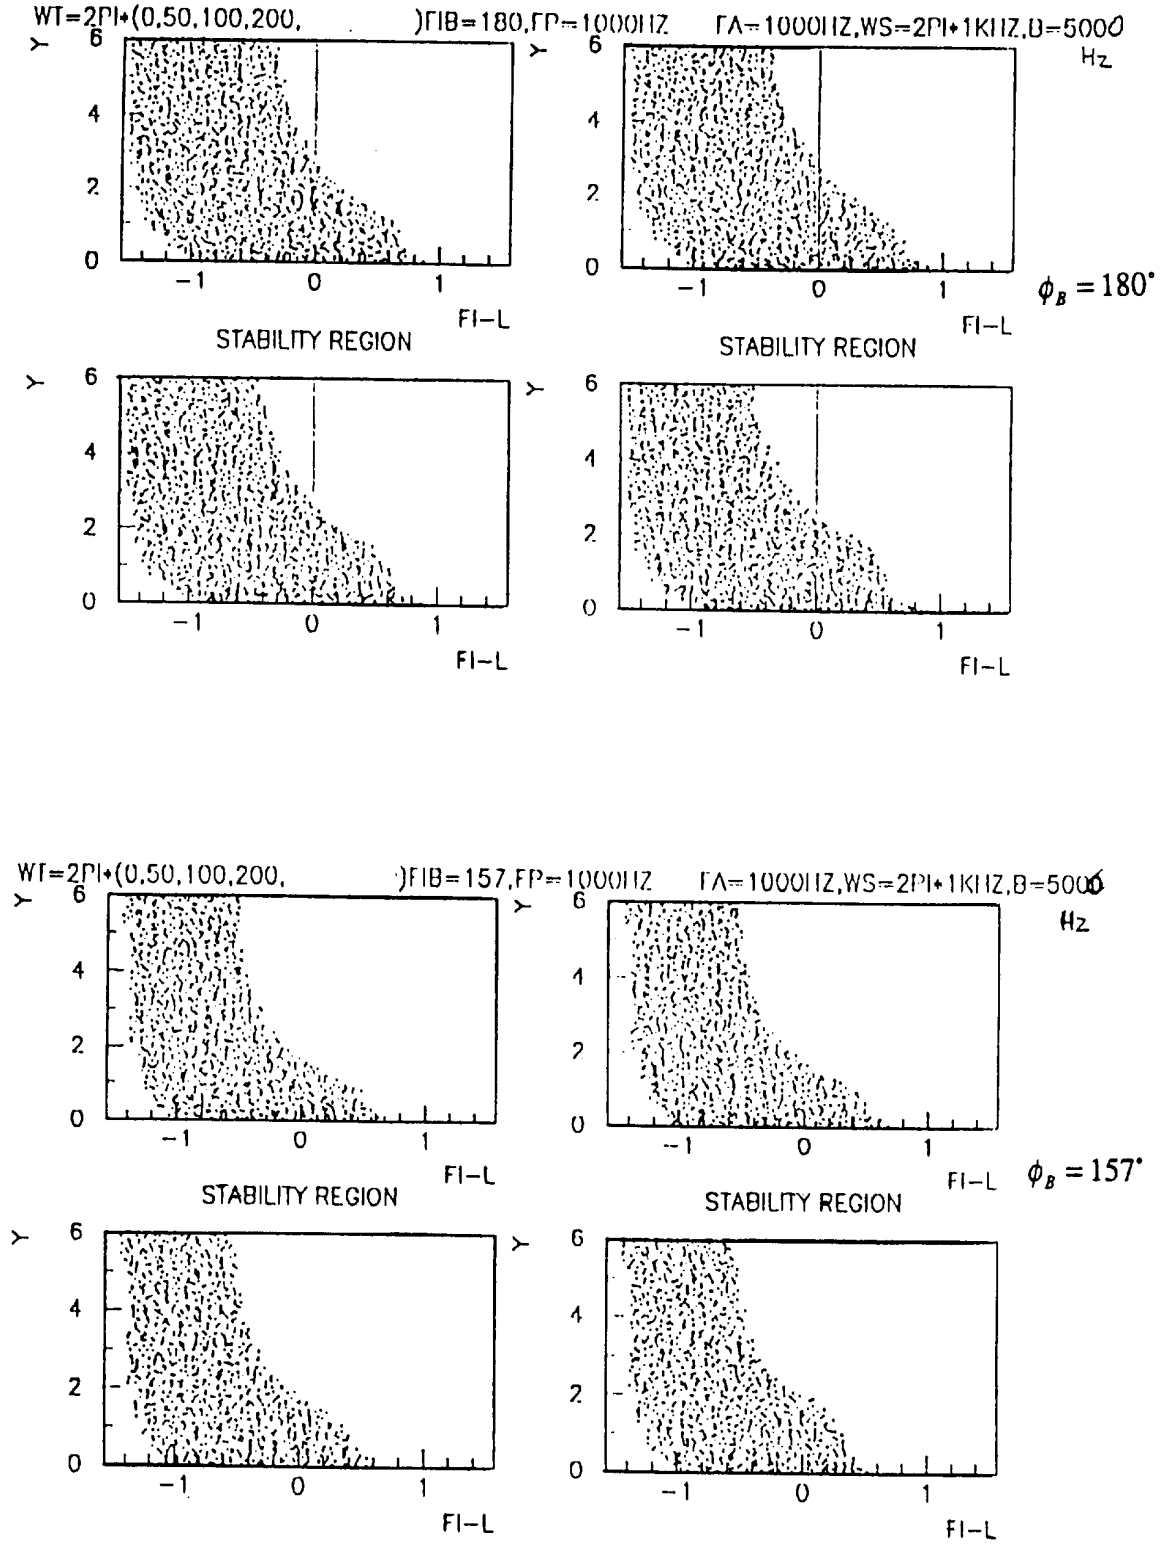 WT=2PI*(0,50,100,200, )FIB=180,FP=1000HZ FA=1000HZ,WS=2PI*1KHZ,B=5000
Hz
Y 6 4 2 0
-1 0 1
FI-L
Y 6 4 2 0
-1 0 1
FI-L
ϕB = 180°
STABILITY REGION
STABILITY REGION
Y 6 4 2 0
-1 0 1
FI-L
Y 6 4 2 0
-1 0 1
FI-L
WT=2PI*(0,50,100,200, )FIB=157,FP=1000HZ FA=1000HZ,WS=2PI*1KHZ,B=5000
Hz
Y 6 4 2 0
-1 0 1
FI-L
Y 6 4 2 0
-1 0 1
FI-L
ϕB = 157°
STABILITY REGION
STABILITY REGION
Y 6 4 2 0
-1 0 1
FI-L
Y 6 4 2 0
-1 0 1
FI-L